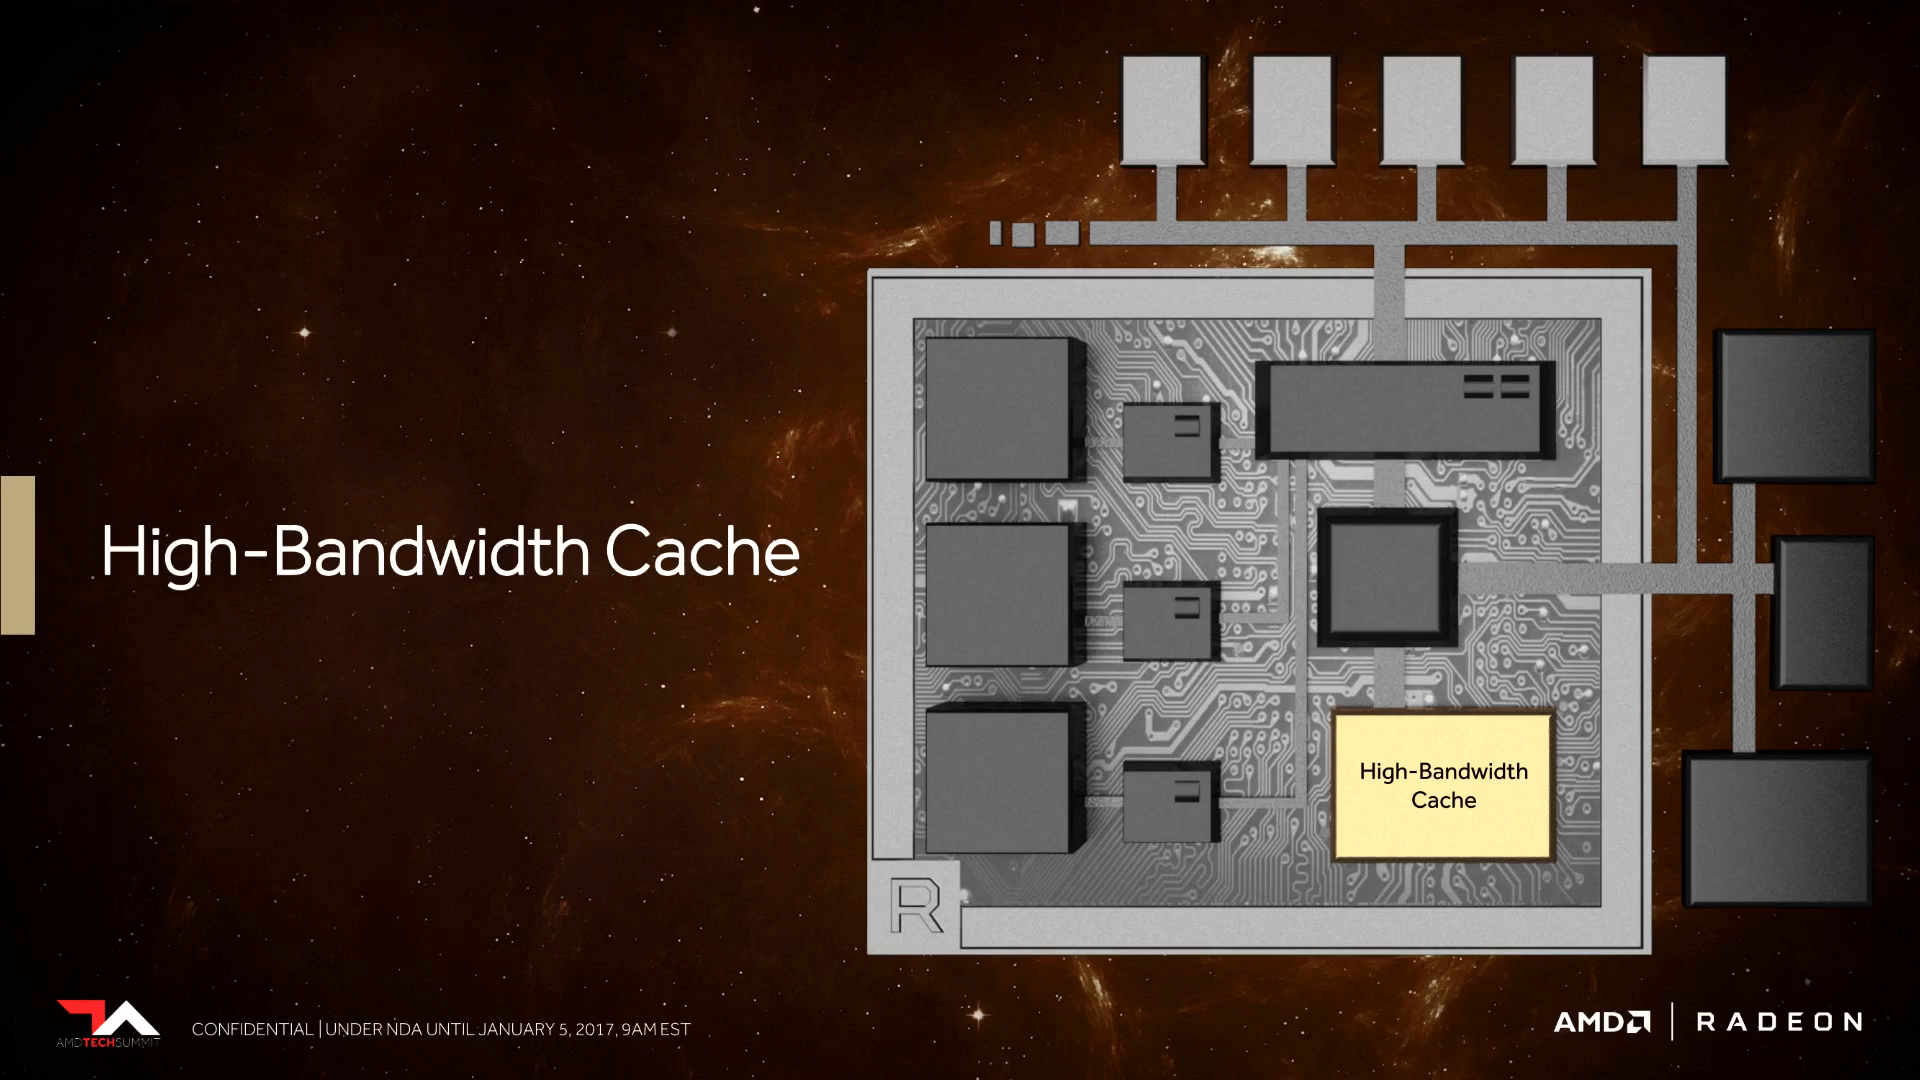 High-Bandwidth Cache
High-Bandwidth
Cache
R
AMDTECHSUMMIT
CONFIDENTIAL | UNDER NDA UNTIL JANUARY 5, 2017, 9AM EST
AMD | RADEON